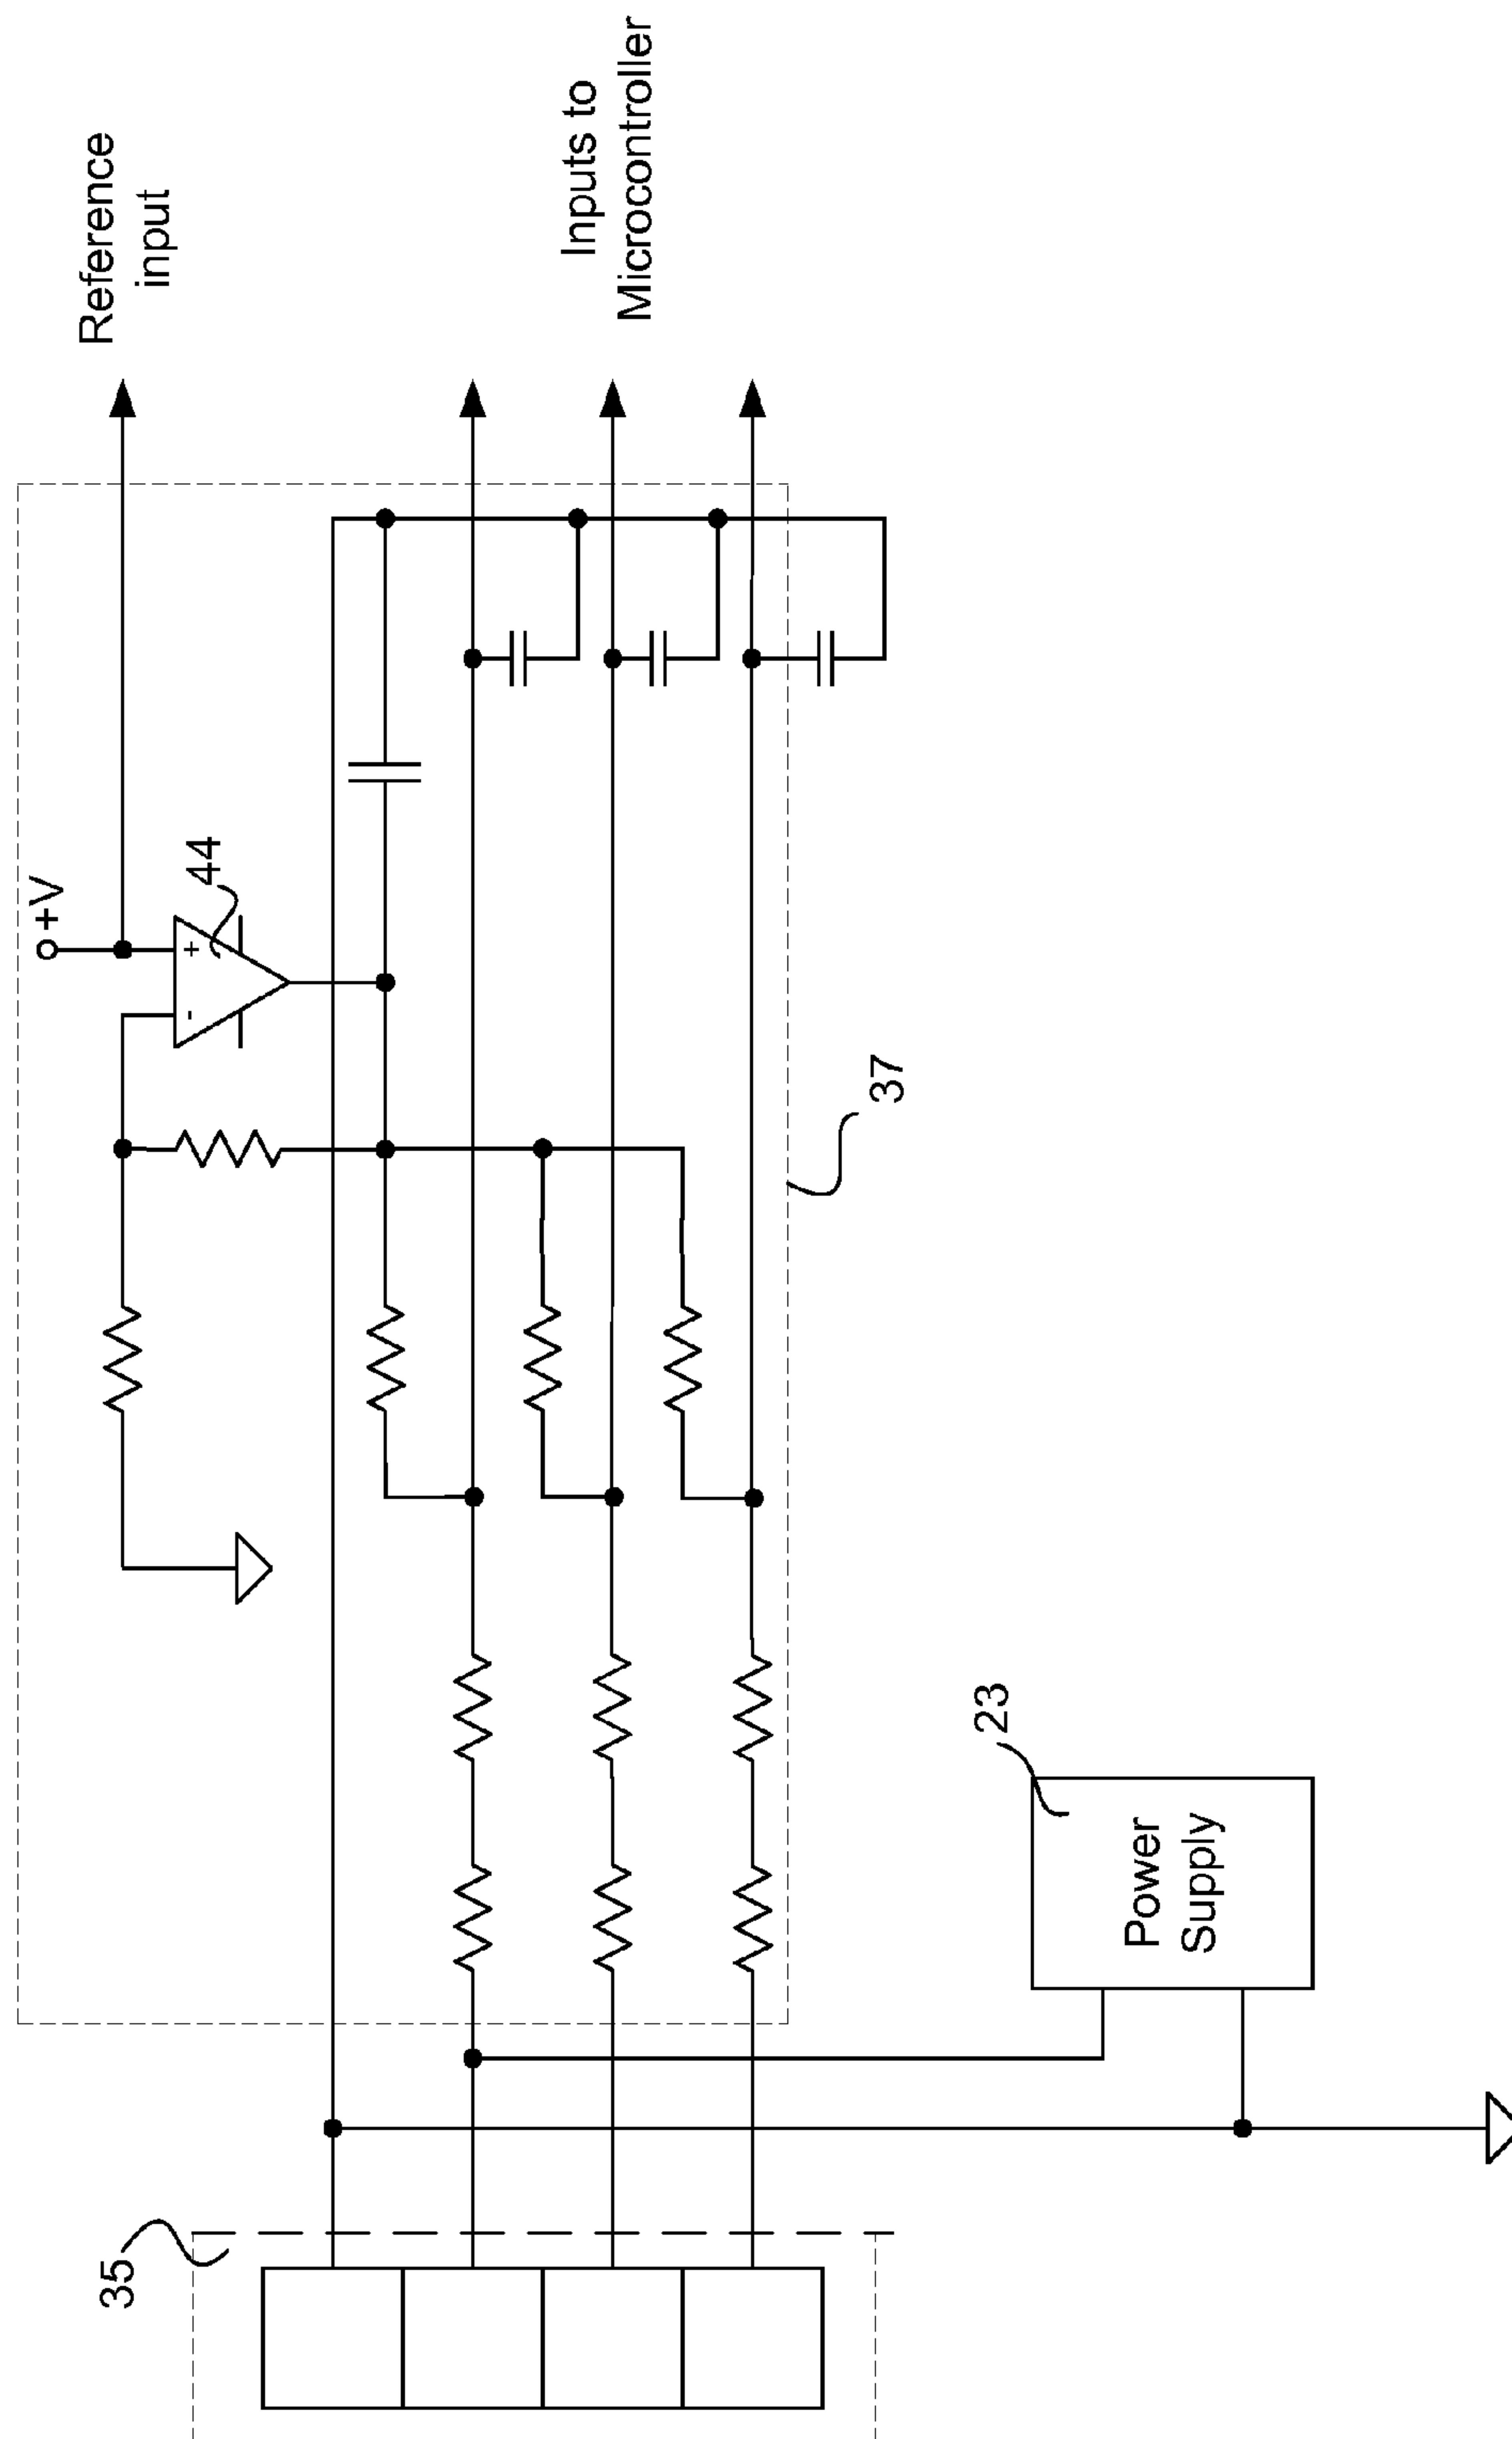 Reference
input
Inputs to
Microcontroller
+V
44
+
-
37
23
Power
Supply
35